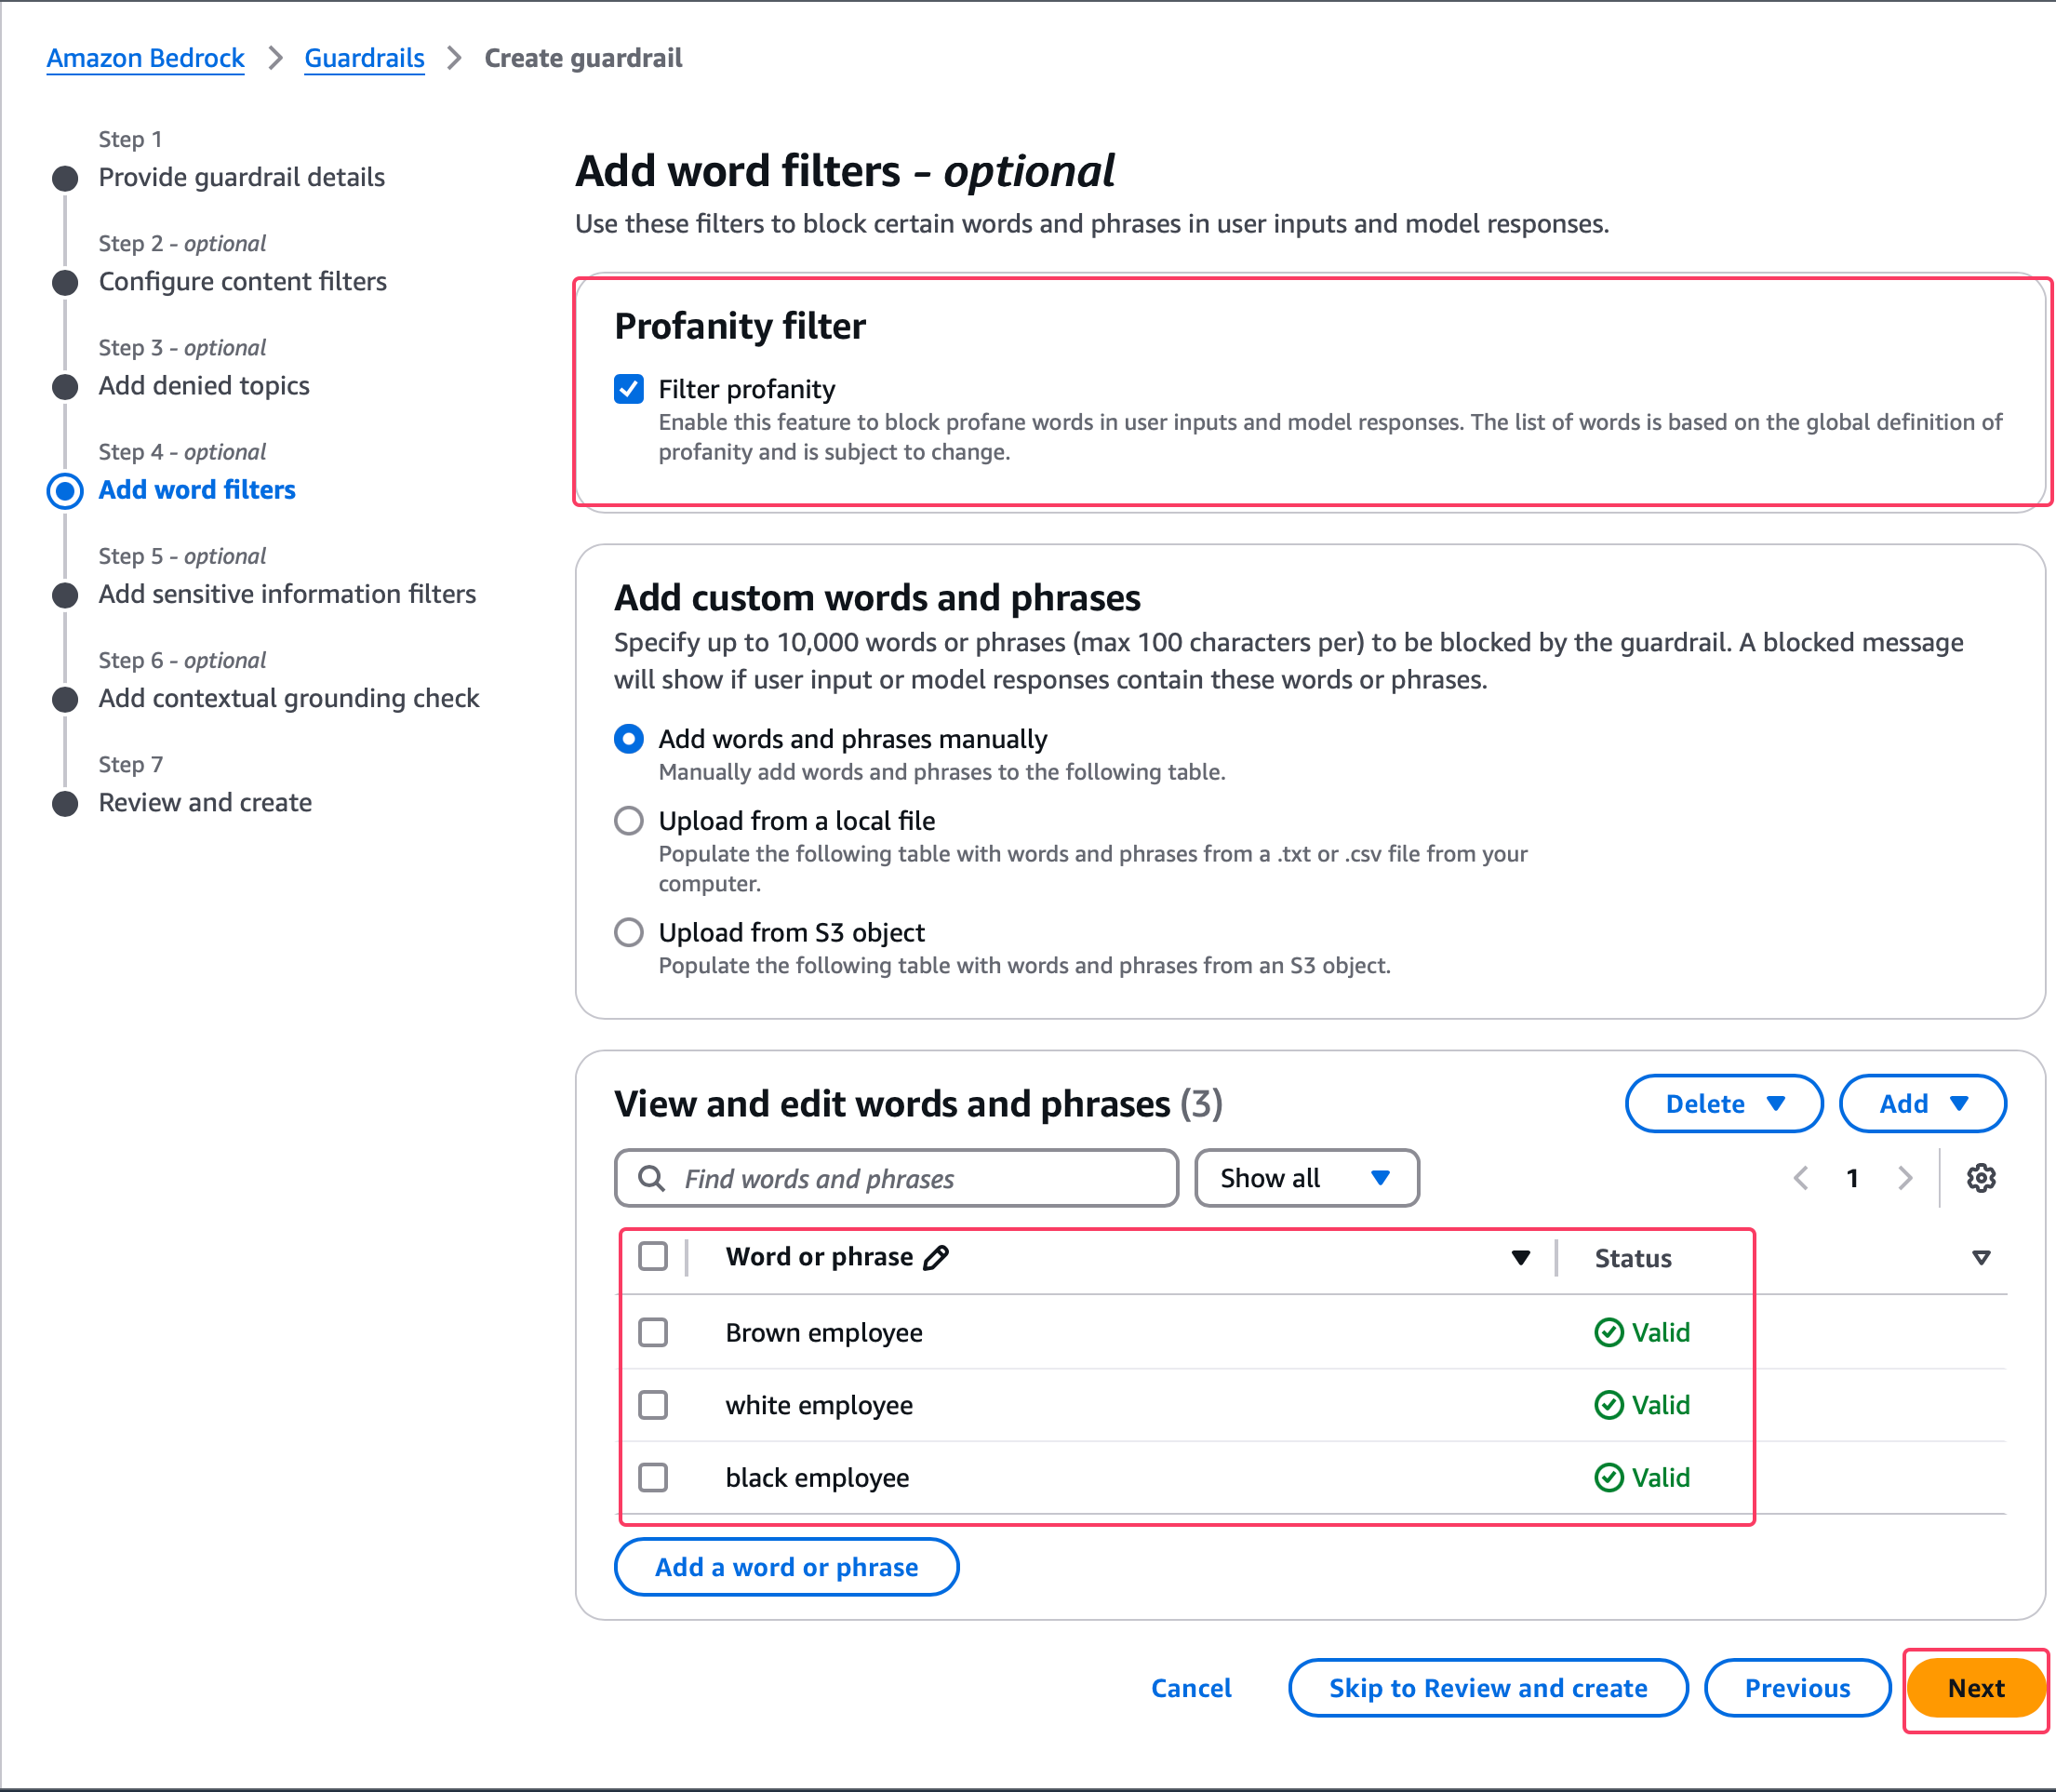 Amazon Bedrock > Guardrails > Create guardrail
Step 1
Provide guardrail details
Step 2 - optional
Configure content filters
Step 3 - optional
Add denied topics
Step 4 - optional
Add word filters
Step 5 - optional
Add sensitive information filters
Step 6 - optional
Add contextual grounding check
Step 7
Review and create
Add word filters - optional
Use these filters to block certain words and phrases in user inputs and model responses.
Profanity filter
Filter profanity
Enable this feature to block profane words in user inputs and model responses. The list of words is based on the global definition of
profanity and is subject to change.
Add custom words and phrases
Specify up to 10,000 words or phrases (max 100 characters per) to be blocked by the guardrail. A blocked message
will show if user input or model responses contain these words or phrases.
Add words and phrases manually
Manually add words and phrases to the following table.
Upload from a local file
Populate the following table with words and phrases from a .txt or .csv file from your
computer.
Upload from S3 object
Populate the following table with words and phrases from an S3 object.
View and edit words and phrases (3)
Delete
Add
Find words and phrases
Show all
1
Word or phrase
Status
Brown employee
Valid
white employee
Valid
black employee
Valid
Add a word or phrase
Cancel
Skip to Review and create
Previous
Next